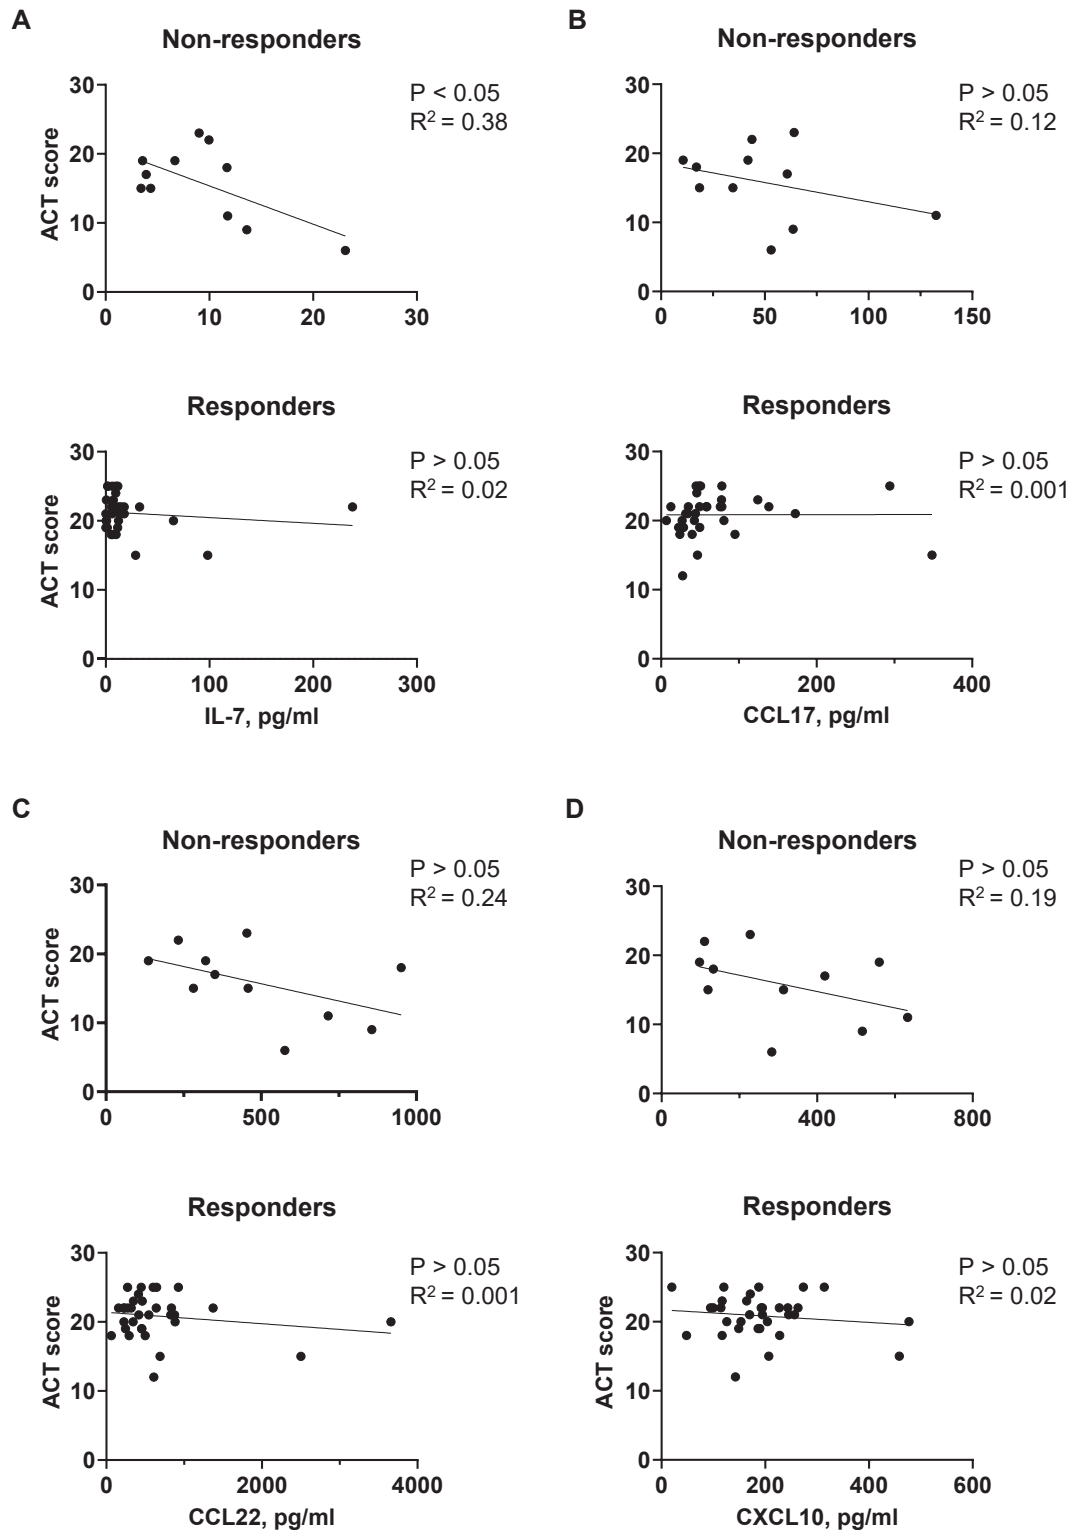 A
Non-responders
P < 0.05
R² = 0.38
ACT score
30
20
10
0
0 10 20 30
Responders
P > 0.05
R² = 0.02
ACT score
30
20
10
0
0 100 200 300
IL-7, pg/ml
B
Non-responders
P > 0.05
R² = 0.12
30
20
10
0
0 50 100 150
Responders
P > 0.05
R² = 0.001
30
20
10
0
0 200 400
CCL17, pg/ml
C
Non-responders
P > 0.05
R² = 0.24
ACT score
30
20
10
0
0 500 1000
Responders
P > 0.05
R² = 0.001
ACT score
30
20
10
0
0 2000 4000
CCL22, pg/ml
D
Non-responders
P > 0.05
R² = 0.19
30
20
10
0
0 400 800
Responders
P > 0.05
R² = 0.02
ACT score
30
20
10
0
0 200 400 600
CXCL10, pg/ml